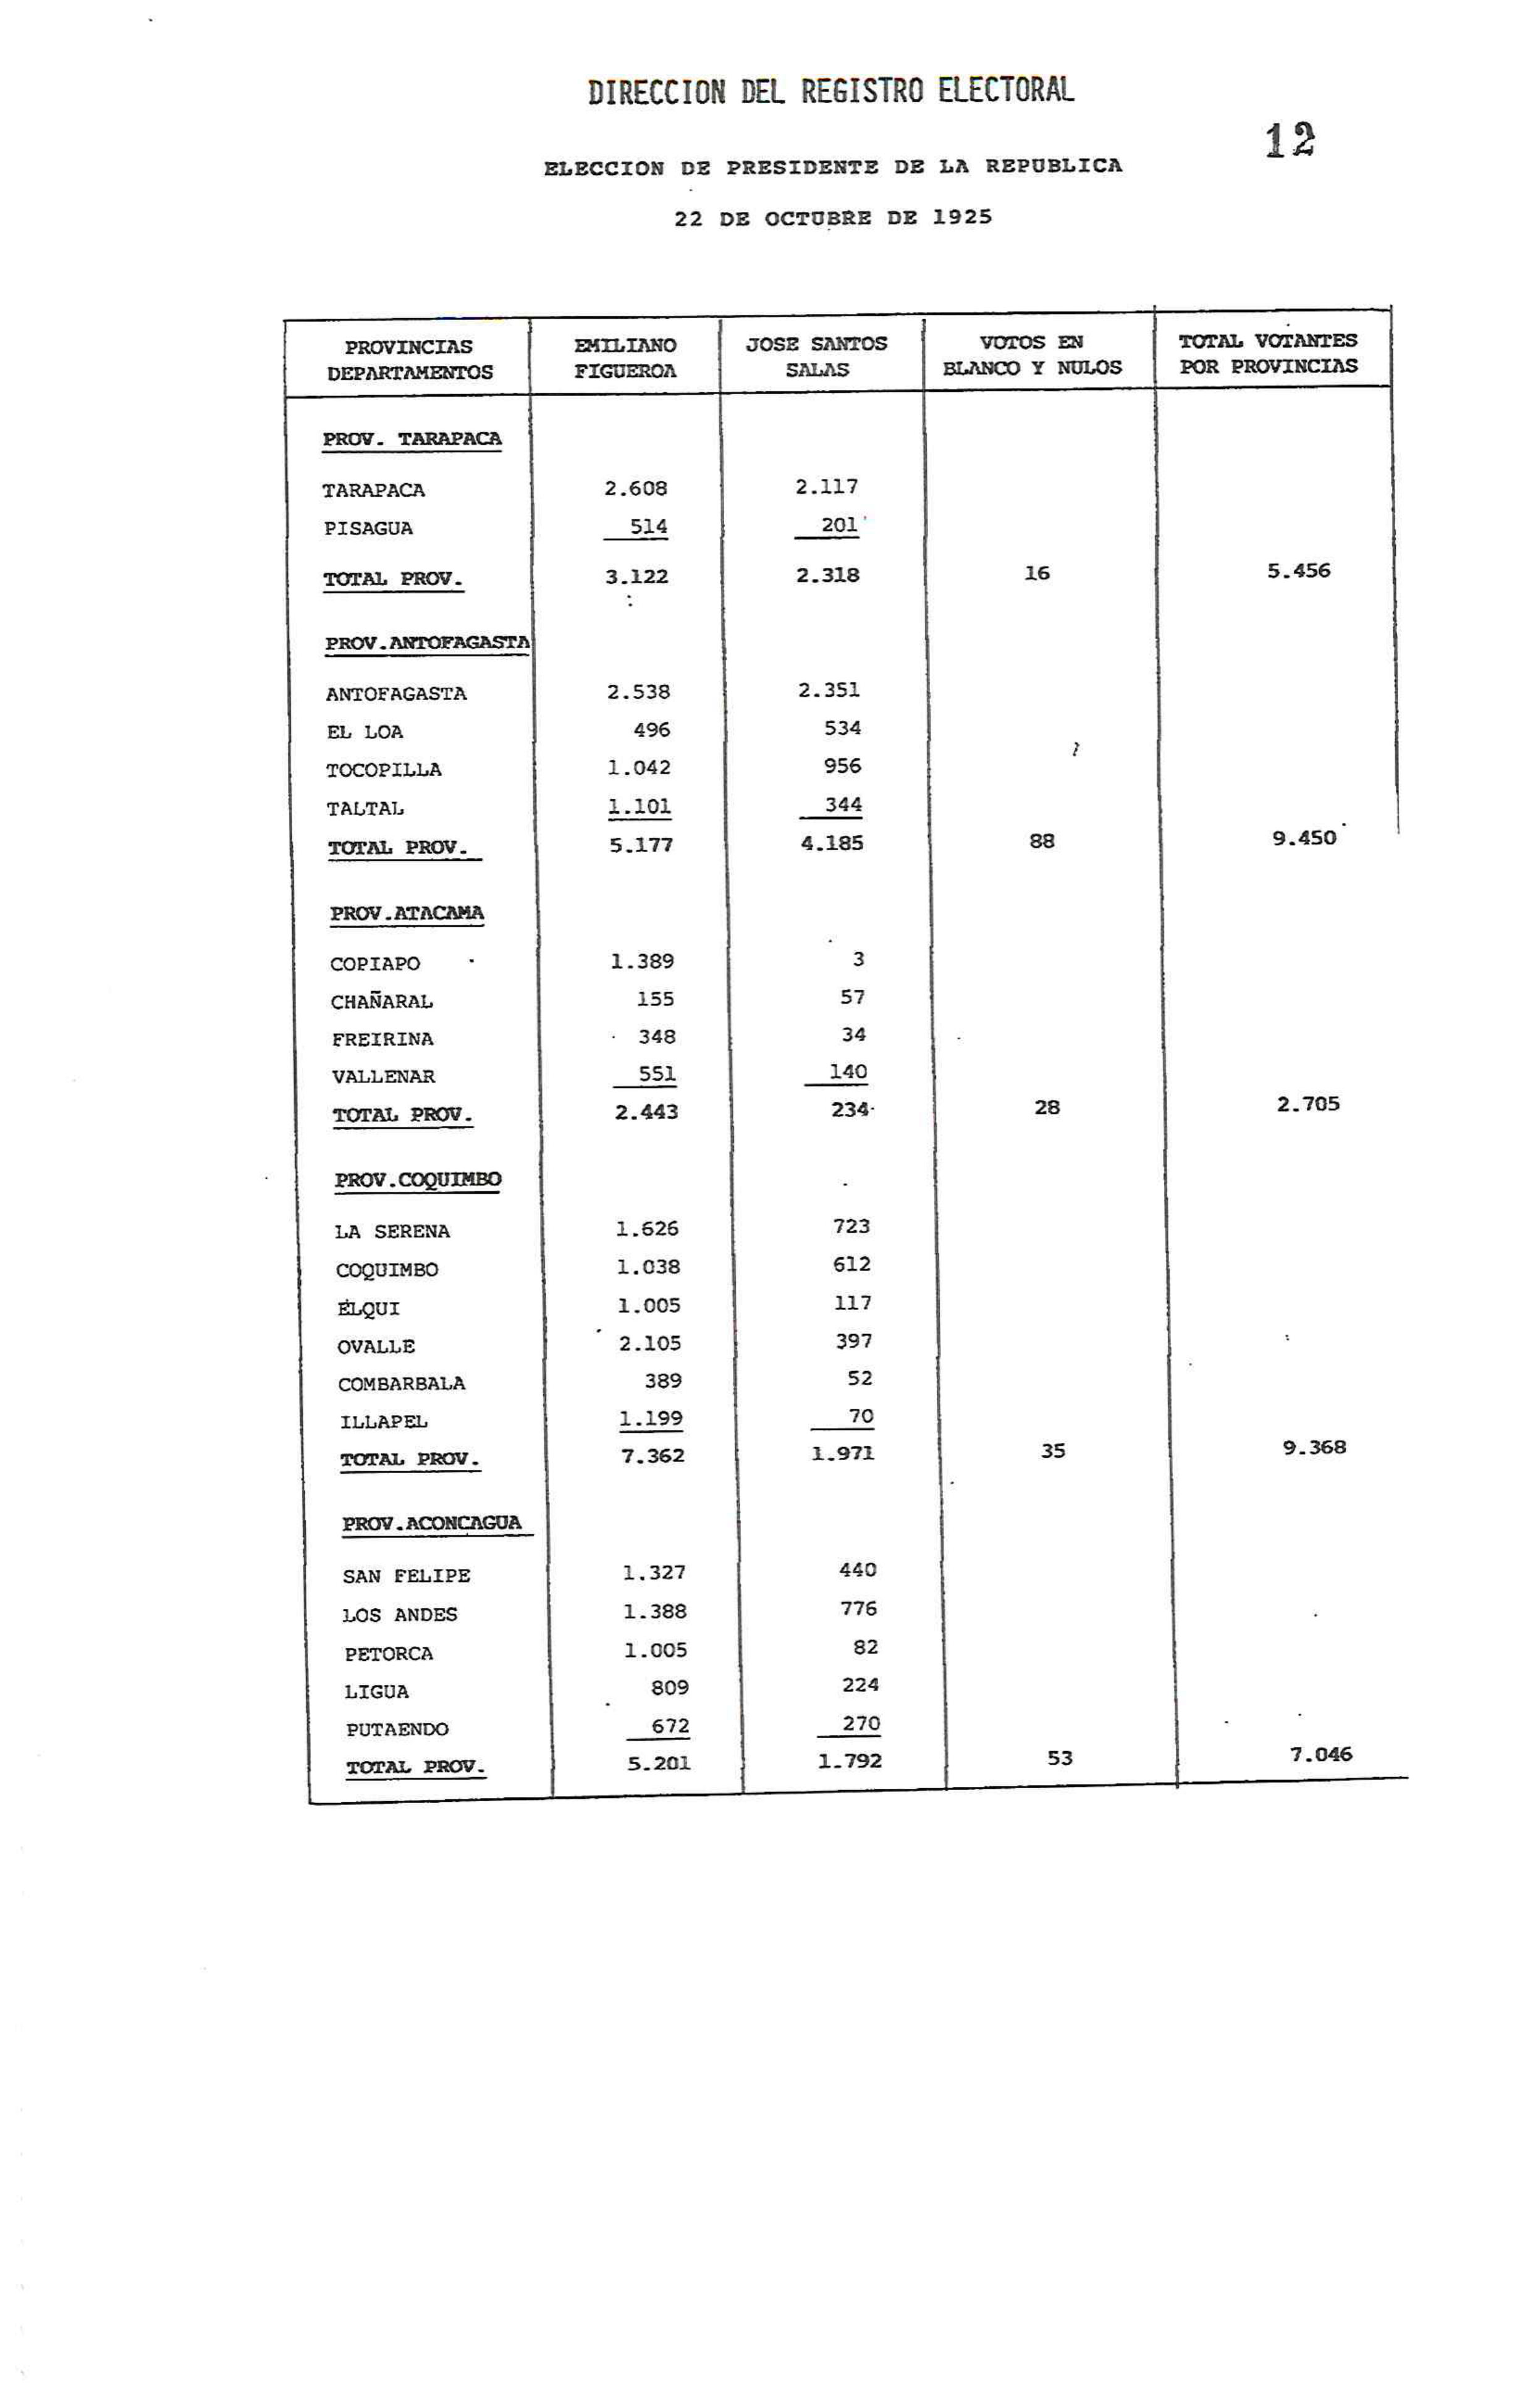 DIRECCION DEL REGISTRO ELECTORAL
12
ELECCION DE PRESIDENTE DE LA REPUBLICA
22 DE OCTUBRE DE 1925
PROVINCIAS DEPARTAMENTOS EMILIANO FIGUEROA JOSE SANTOS SALAS VOTOS EN BLANCO Y NULOS TOTAL VOTANTES POR PROVINCIAS
PROV. TARAPACA
TARAPACA 2.608 2.117
PISAGUA 514 201
TOTAL PROV. 3.122 2.318 16 5.456
PROV.ANTOFAGASTA
ANTOFAGASTA 2.538 2.351
EL LOA 496 534
TOCOPILLA 1.042 956
TALTAL 1.101 344
TOTAL PROV. 5.177 4.185 88 9.450
PROV.ATACAMA
COPIAPO 1.389 3
CHAÑARAL 155 57
FREIRINA 348 34
VALLENAR 551 140
TOTAL PROV. 2.443 234 28 2.705
PROV.COQUIMBO
LA SERENA 1.626 723
COQUIMBO 1.038 612
ELQUI 1.005 117
OVALLE 2.105 397
COMBARBALA 389 52
ILLAPEL 1.199 70
TOTAL PROV. 7.362 1.971 35 9.368
PROV.ACONCAGUA
SAN FELIPE 1.327 440
LOS ANDES 1.388 776
PETORCA 1.005 82
LIGUA 809 224
PUTAENDO 672 270
TOTAL PROV. 5.201 1.792 53 7.046